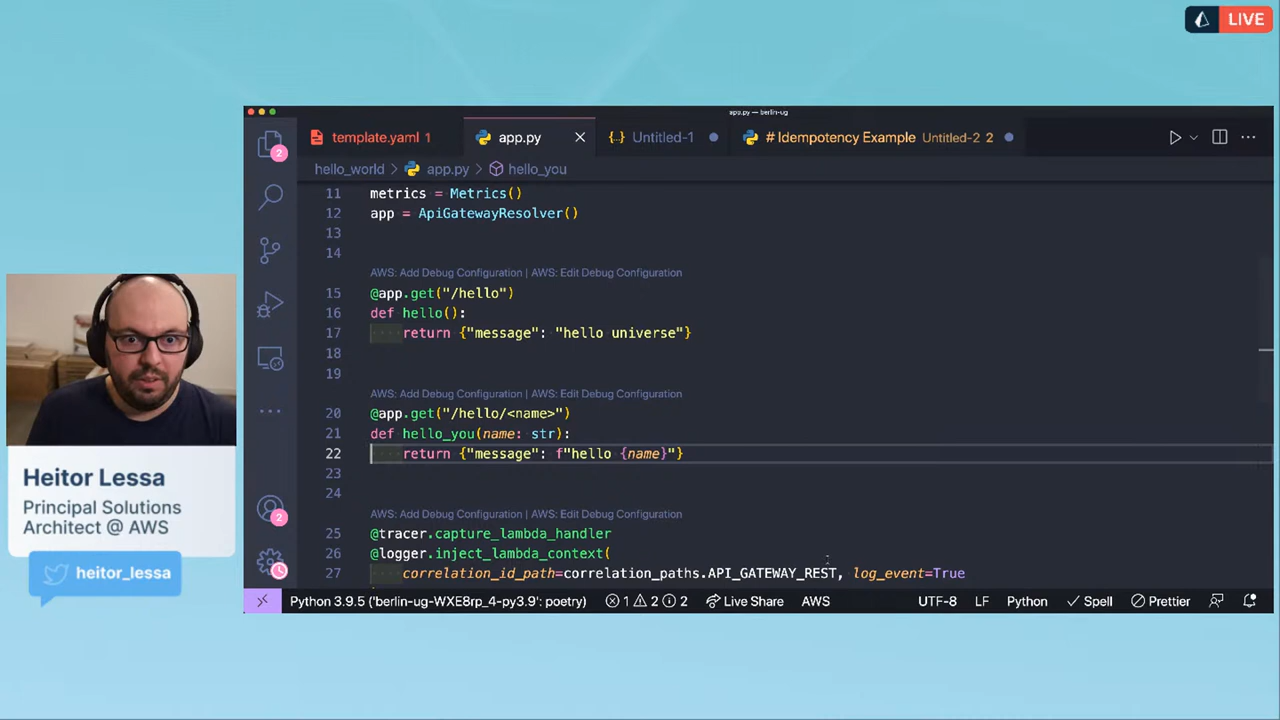 LIVE
app.py — berlin-ug
template.yaml 1
app.py
Untitled-1
# Idempotency Example Untitled-2 2
hello_world > app.py > hello_you
11 metrics = Metrics()
12 app = ApiGatewayResolver()
13
14
AWS: Add Debug Configuration | AWS: Edit Debug Configuration
15 @app.get("/hello")
16 def hello():
17 return {"message": "hello universe"}
18
19
AWS: Add Debug Configuration | AWS: Edit Debug Configuration
20 @app.get("/hello/<name>")
21 def hello_you(name: str):
22 return {"message": f"hello {name}"}
23
24
AWS: Add Debug Configuration | AWS: Edit Debug Configuration
25 @tracer.capture_lambda_handler
26 @logger.inject_lambda_context(
27 correlation_id_path=correlation_paths.API_GATEWAY_REST, log_event=True
2
2
Python 3.9.5 ('berlin-ug-WXE8rp_4-py3.9': poetry) 1 2 2 Live Share AWS UTF-8 LF Python Spell Prettier
Heitor Lessa
Principal Solutions
Architect @ AWS
heitor_lessa